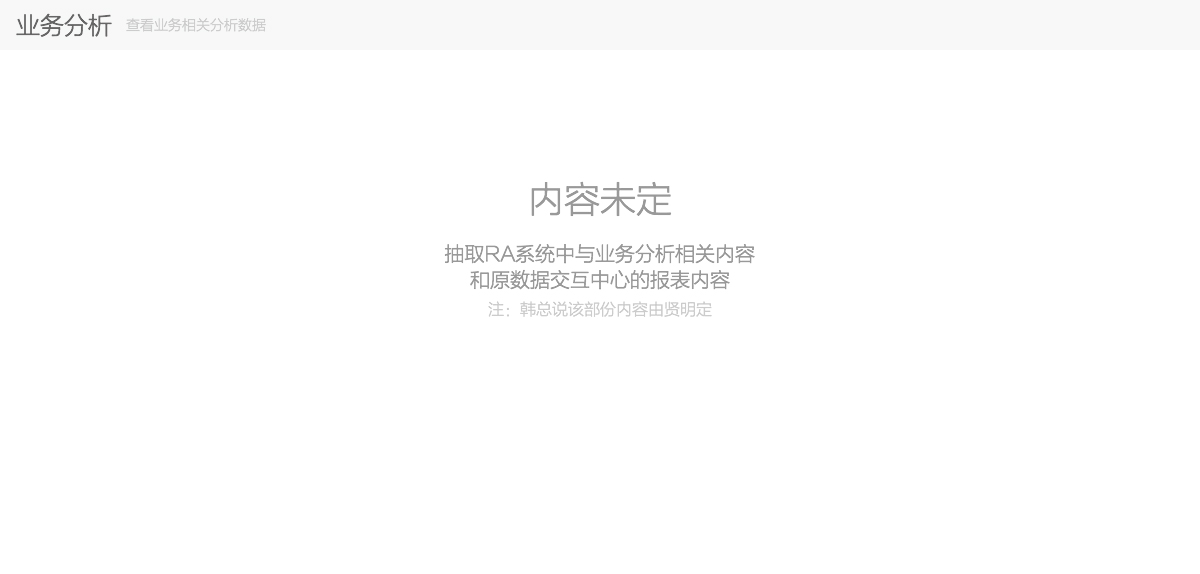 业务分析 查看业务相关分析数据
内容未定
抽取RA系统中与业务分析相关内容
和原数据交互中心的报表内容
注：韩总说该部份内容由贤明定